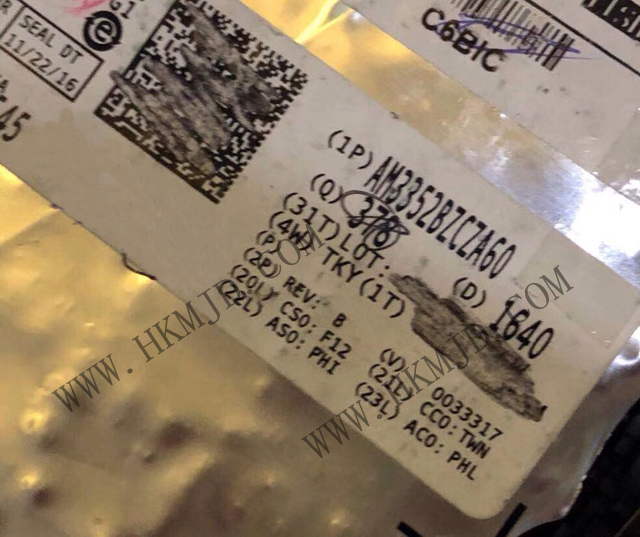 G1
SEAL DT
11/22/16
45
C6BIC
(1P) AM3352BZCZA60
(Q) 378 (D) 1640
(31T) LOT:
(4W) TKY (1T)
(P)
(2P) REV: B (V) 0033317
(20L) CSO: F12 (21L) CCO: TWN
(22L) ASO: PHI (23L) ACO: PHL
WWW.HKMJD.COM
WWW.HKMJD.COM